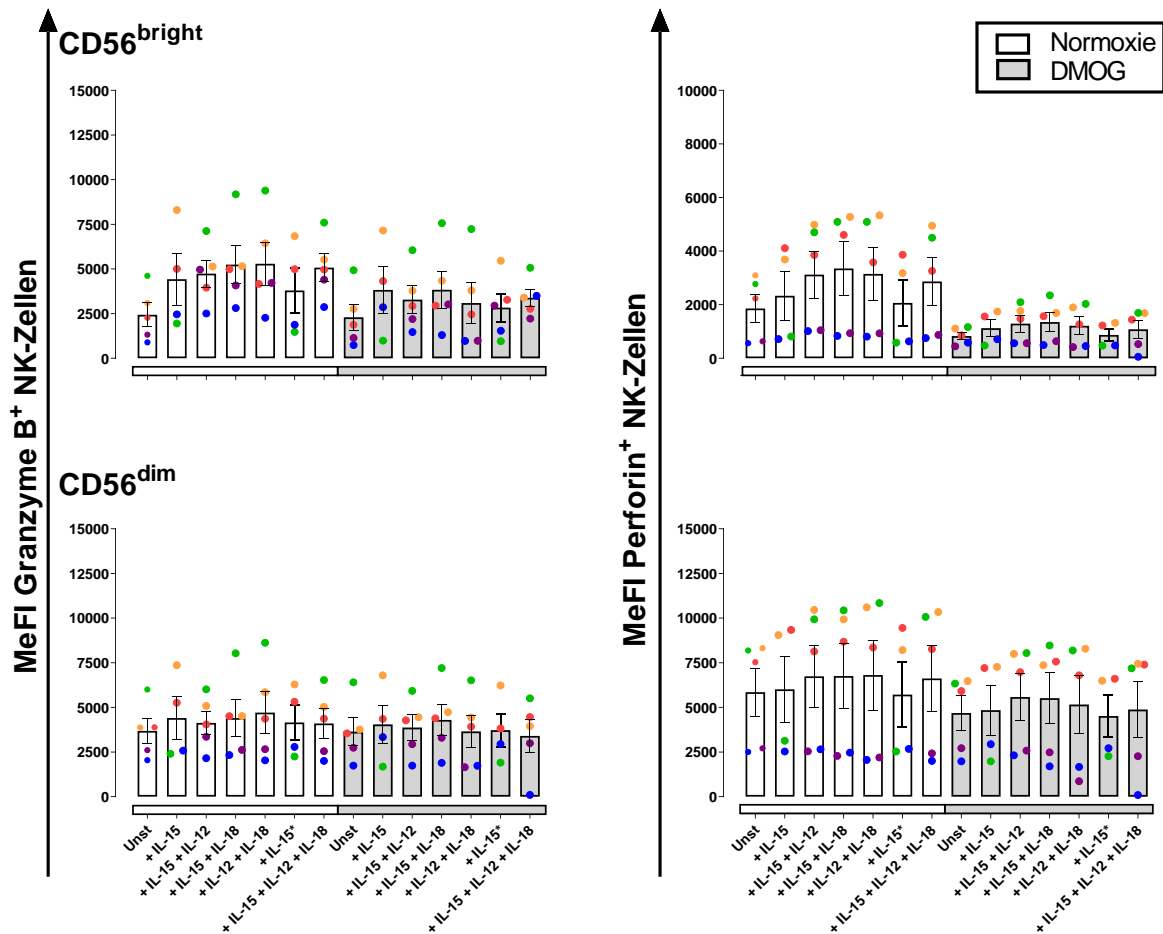 CD56bright
Normoxie
DMOG
MeFI Granzyme B+ NK-Zellen
15000
12500
10000
7500
5000
2500
0
MeFI Perforin+ NK-Zellen
10000
8000
6000
4000
2000
0
CD56dim
15000
12500
10000
7500
5000
2500
0
Unst
+ IL-15
+ IL-15 + IL-12
+ IL-15 + IL-18
+ IL-12 + IL-18
+ IL-15*
+ IL-15 + IL-12 + IL-18
Unst
+ IL-15
+ IL-15 + IL-12
+ IL-15 + IL-18
+ IL-12 + IL-18
+ IL-15*
+ IL-15 + IL-12 + IL-18
15000
12500
10000
7500
5000
2500
0
Unst
+ IL-15
+ IL-15 + IL-12
+ IL-15 + IL-18
+ IL-12 + IL-18
+ IL-15*
+ IL-15 + IL-12 + IL-18
Unst
+ IL-15
+ IL-15 + IL-12
+ IL-15 + IL-18
+ IL-12 + IL-18
+ IL-15*
+ IL-15 + IL-12 + IL-18